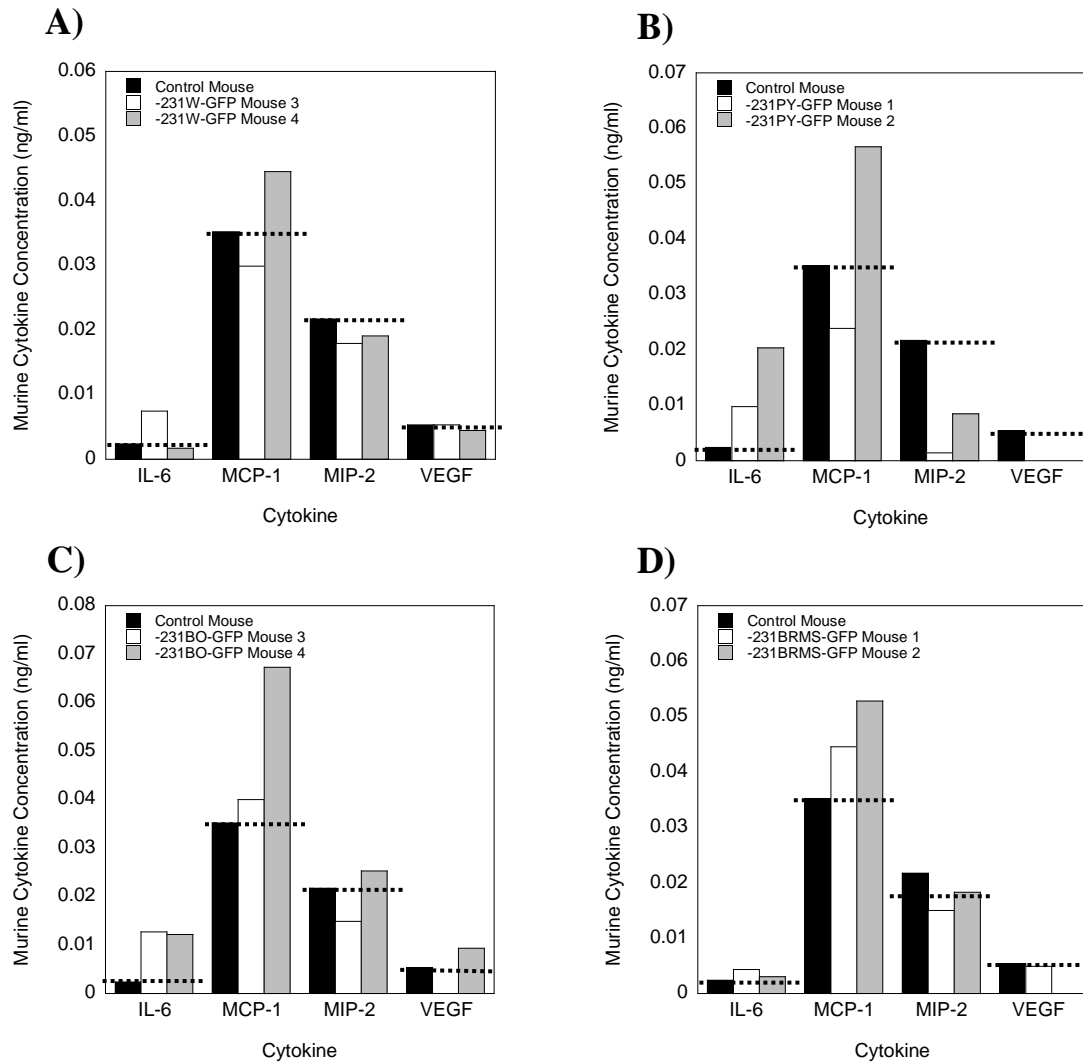 A)
Murine Cytokine Concentration (ng/ml)
0.06
0.05
0.04
0.03
0.02
0.01
0
Control Mouse
-231W-GFP Mouse 3
-231W-GFP Mouse 4
IL-6 MCP-1 MIP-2 VEGF
Cytokine
B)
Murine Cytokine Concentration (ng/ml)
0.07
0.06
0.05
0.04
0.03
0.02
0.01
0
Control Mouse
-231PY-GFP Mouse 1
-231PY-GFP Mouse 2
IL-6 MCP-1 MIP-2 VEGF
Cytokine
C)
Murine Cytokine Concentration (ng/ml)
0.08
0.07
0.06
0.05
0.04
0.03
0.02
0.01
0
Control Mouse
-231BO-GFP Mouse 3
-231BO-GFP Mouse 4
IL-6 MCP-1 MIP-2 VEGF
Cytokine
D)
Murine Cytokine Concentration (ng/ml)
0.07
0.06
0.05
0.04
0.03
0.02
0.01
0
Control Mouse
-231BRMS-GFP Mouse 1
-231BRMS-GFP Mouse 2
IL-6 MCP-1 MIP-2 VEGF
Cytokine